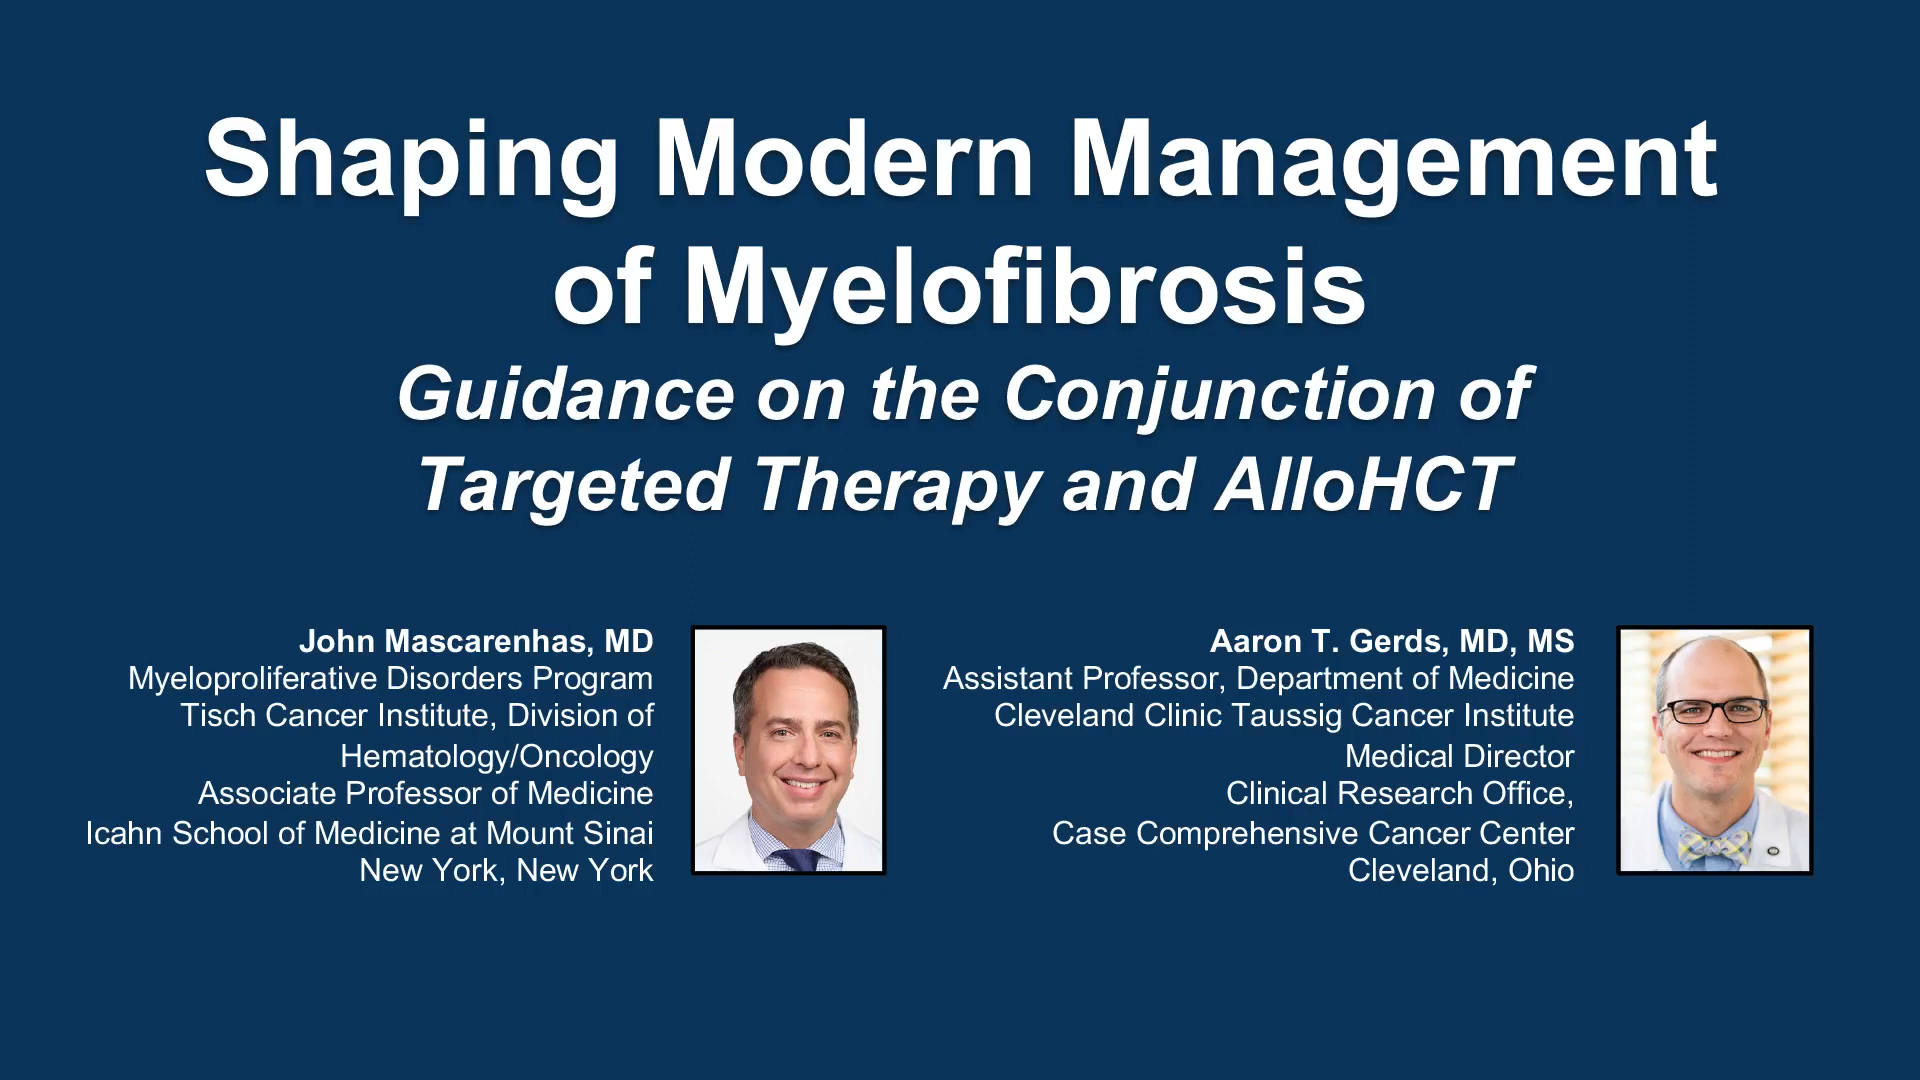 Shaping Modern Management
of Myelofibrosis
Guidance on the Conjunction of
Targeted Therapy and AlloHCT
John Mascarenhas, MD
Myeloproliferative Disorders Program
Tisch Cancer Institute, Division of
Hematology/Oncology
Associate Professor of Medicine
Icahn School of Medicine at Mount Sinai
New York, New York
Aaron T. Gerds, MD, MS
Assistant Professor, Department of Medicine
Cleveland Clinic Taussig Cancer Institute
Medical Director
Clinical Research Office,
Case Comprehensive Cancer Center
Cleveland, Ohio